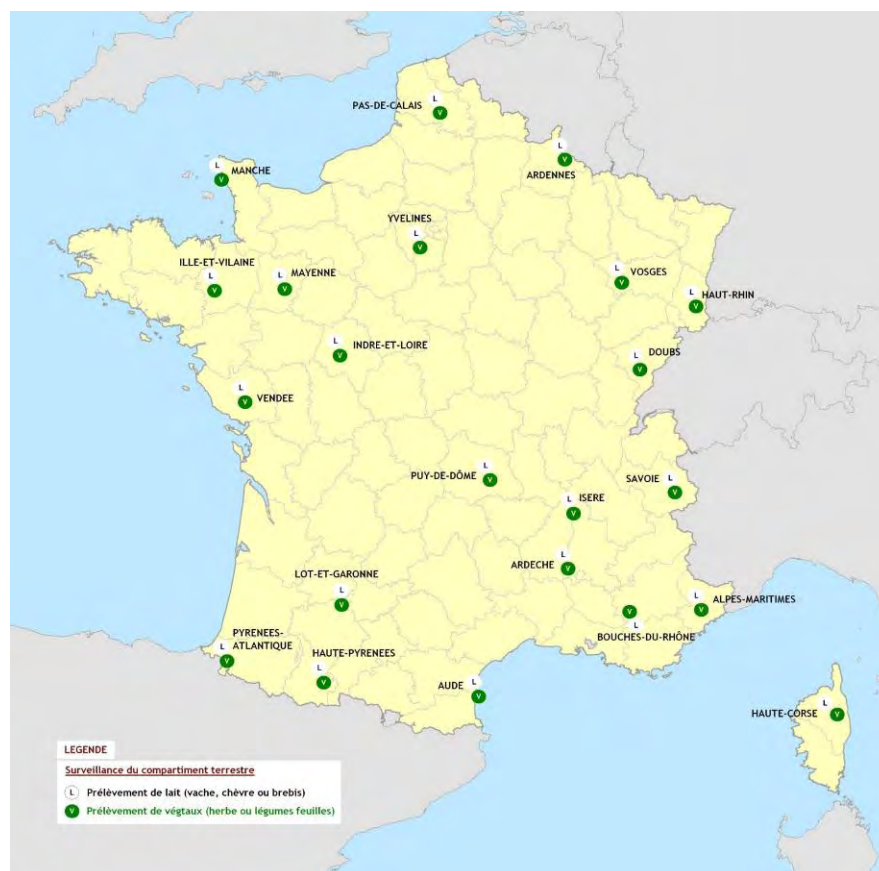 PAS-DE-CALAIS
L
V
L
ARDENNES
V
L
MANCHE
V
YVELINES
L
V
ILLE-ET-VILAINE
L
V
L
MAYENNE
V
L
VOSGES
V
L
HAUT-RHIN
V
L
INDRE-ET-LOIRE
V
L
DOUBS
V
L
VENDEE
V
PUY-DE-DÔME
L
V
SAVOIE
L
V
L
ISERE
V
ARDECHE
L
V
LOT-ET-GARONNE
L
V
L
ALPES-MARITIMES
V
V
L
BOUCHES-DU-RHÔNE
PYRENEES-
ATLANTIQUE
L
V
HAUTE-PYRENEES
L
V
AUDE
L
V
HAUTE-CORSE
L
V
LEGENDE
Surveillance du compartiment terrestre
L Prélèvement de lait (vache, chèvre ou brebis)
V Prélèvement de végtaux (herbe ou légumes feuilles)